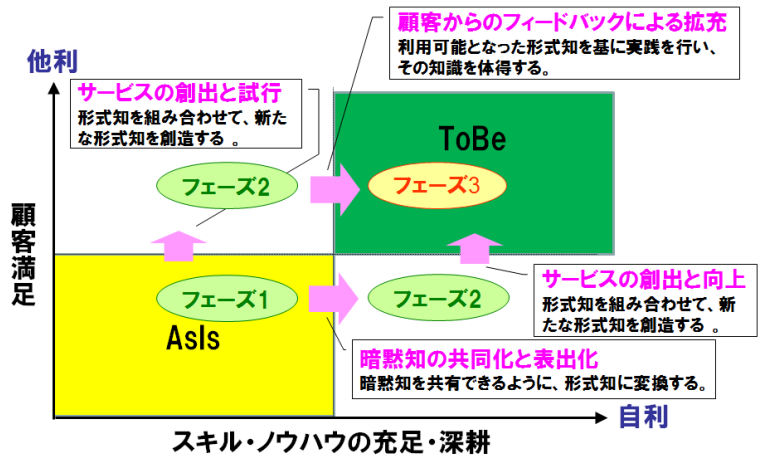 顧客からのフィードバックによる拡充
利用可能となった形式知を基に実践を行い、
その知識を体得する。
他利
サービスの創出と試行
形式知を組み合わせて、新た
な形式知を創造する 。
ToBe
フェーズ2
フェーズ3
顧客満足
フェーズ1
フェーズ2
サービスの創出と向上
形式知を組み合わせて、新
たな形式知を創造する 。
AsIs
暗黙知の共同化と表出化
暗黙知を共有できるように、形式知に変換する。
自利
スキル・ノウハウの充足・深耕